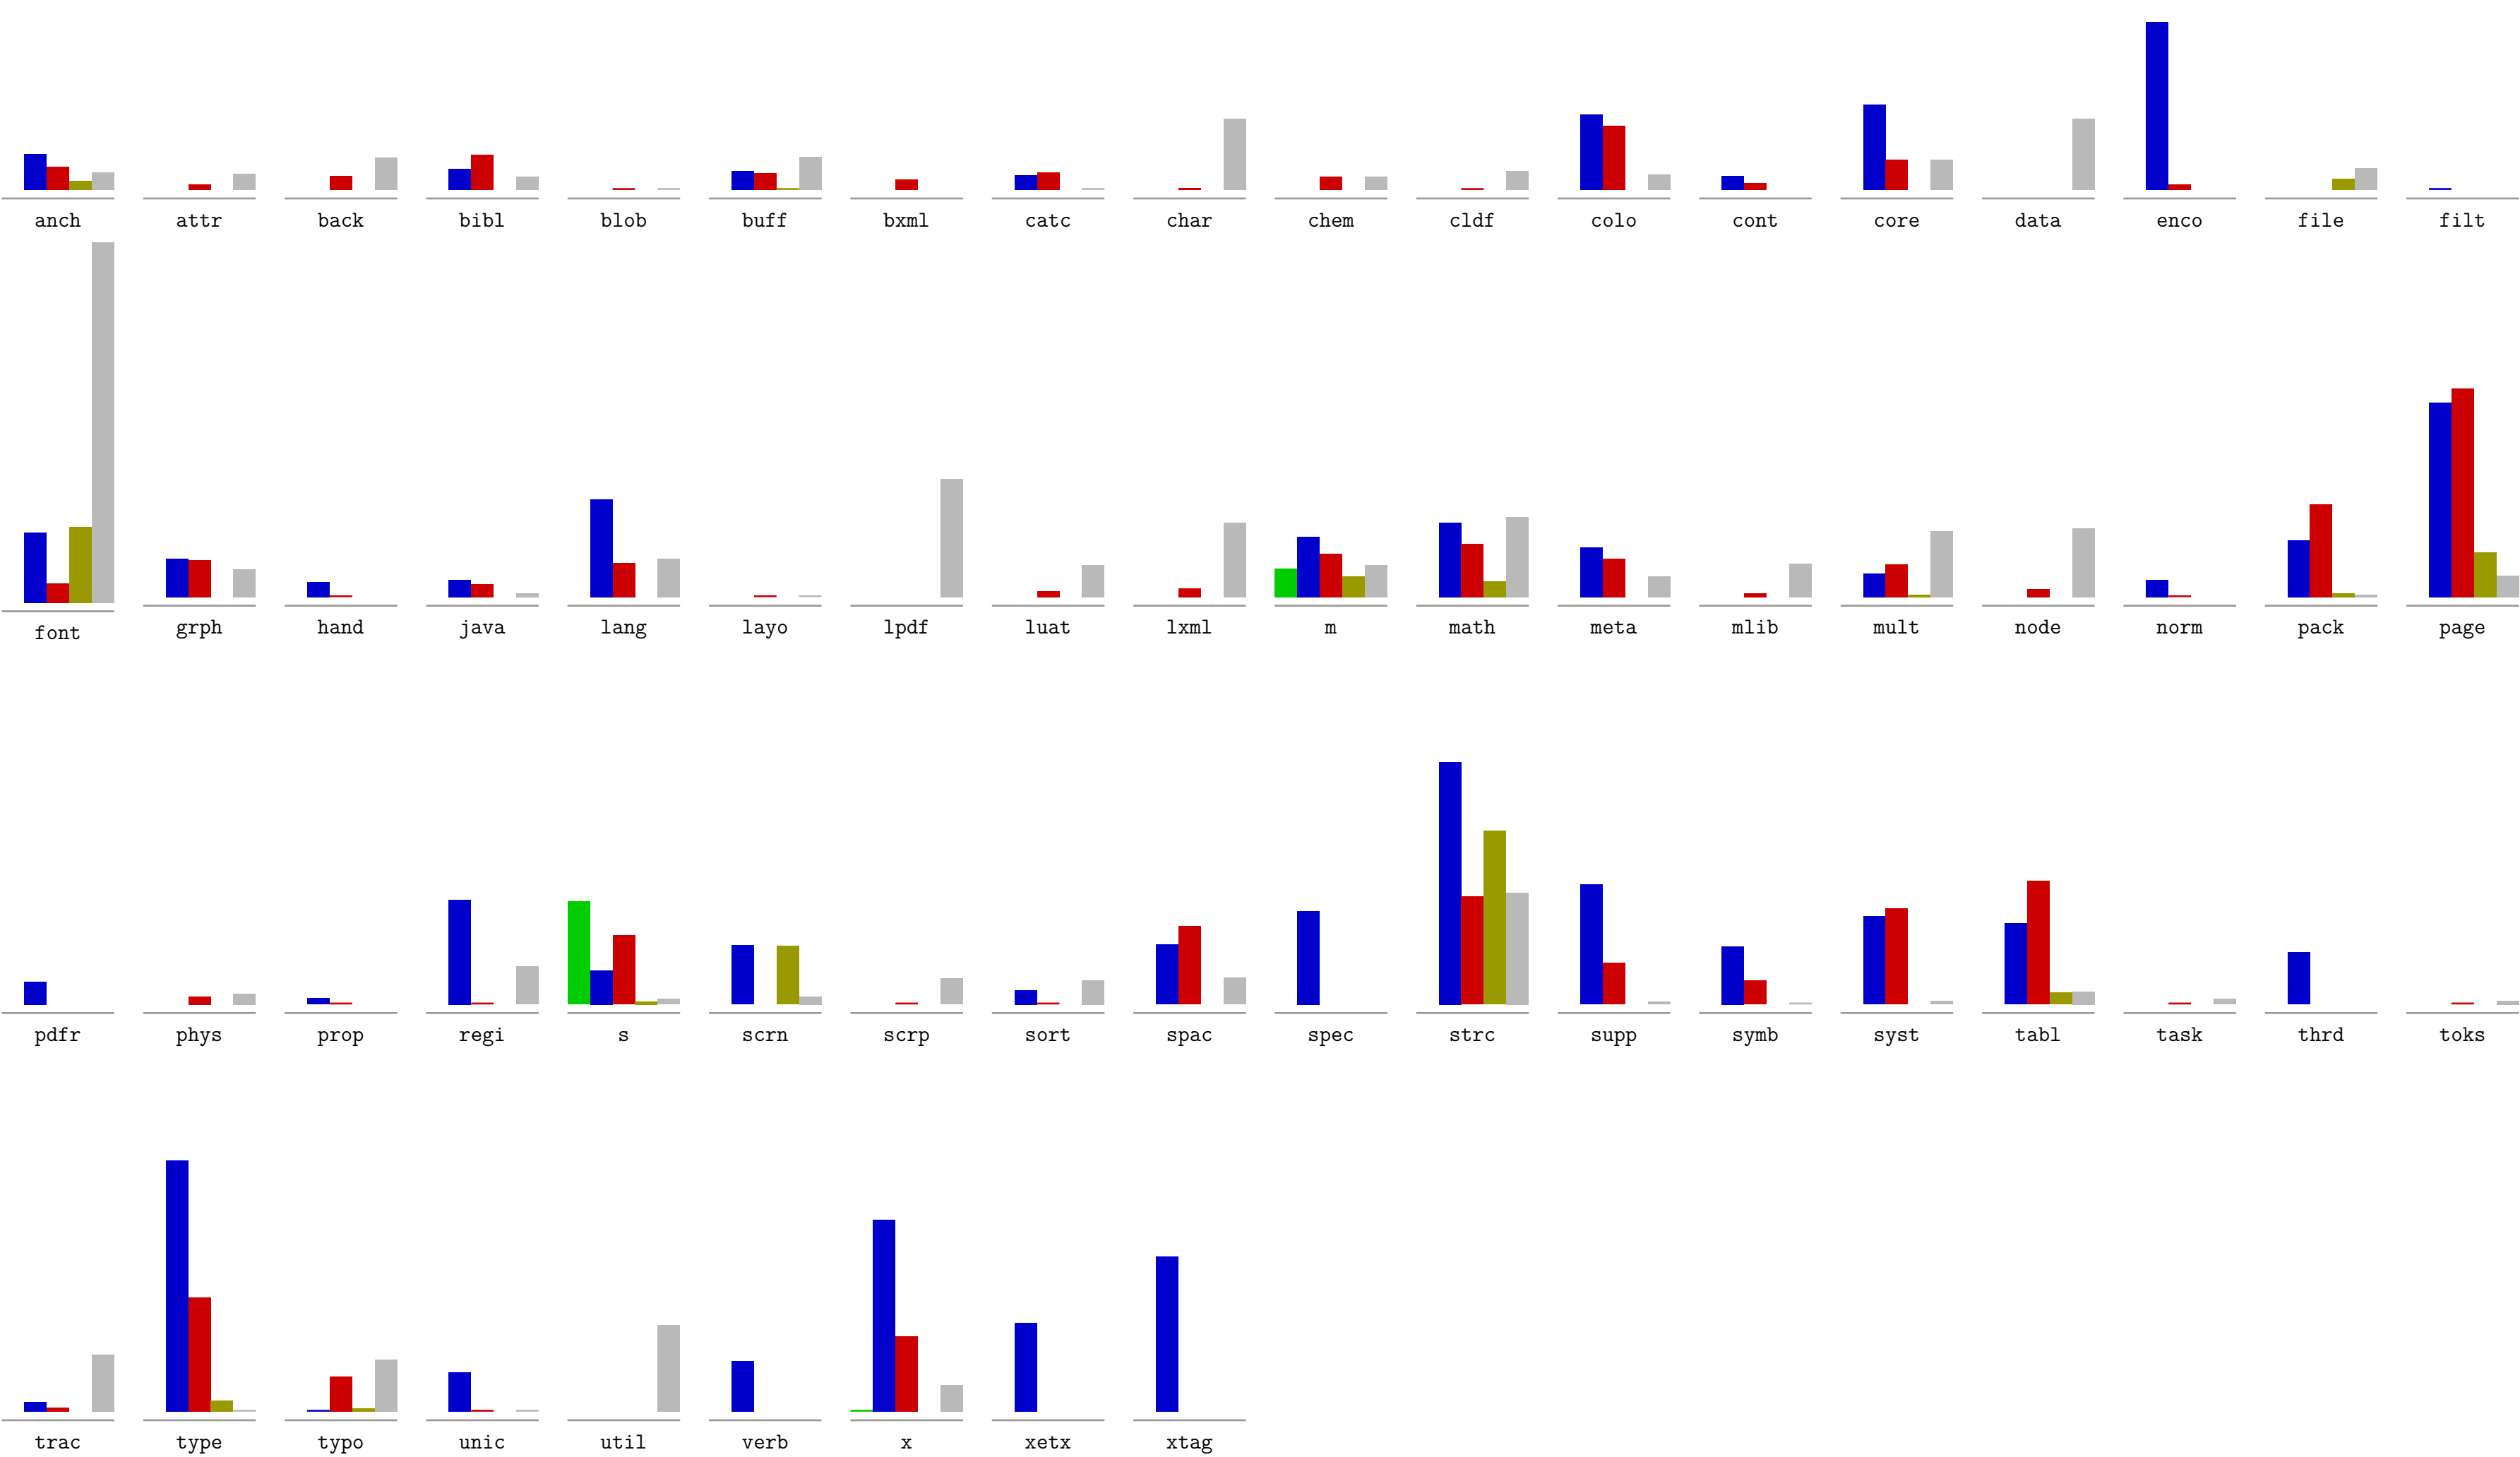 anch attr back bibl blob buff bxml catc char chem cldf colo cont core data enco file filt
font grph hand java lang layo lpdf luat lxml m math meta mlib mult node norm pack page
pdfr phys prop regi s scrn scrp sort spac spec strc supp symb syst tabl task thrd toks
trac type typo unic util verb x xetx xtag